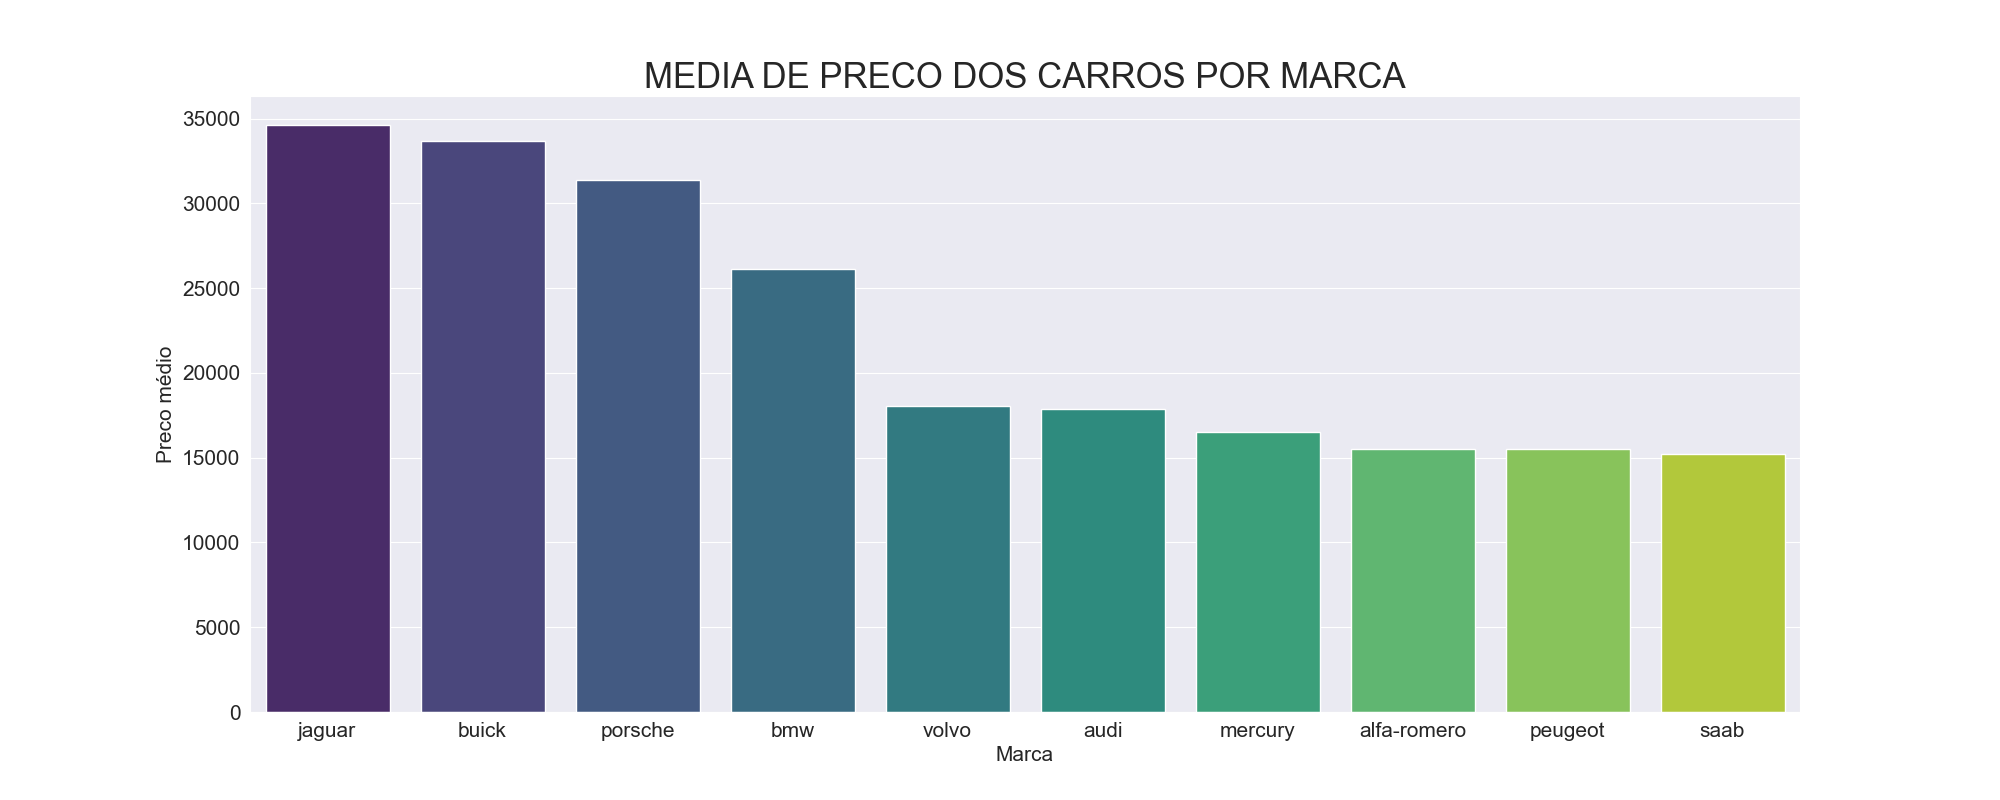 MEDIA DE PRECO DOS CARROS POR MARCA
35000
30000
25000
20000
15000
10000
5000
0
Preco médio
jaguar buick porsche bmw volvo audi mercury alfa-romero peugeot saab
Marca